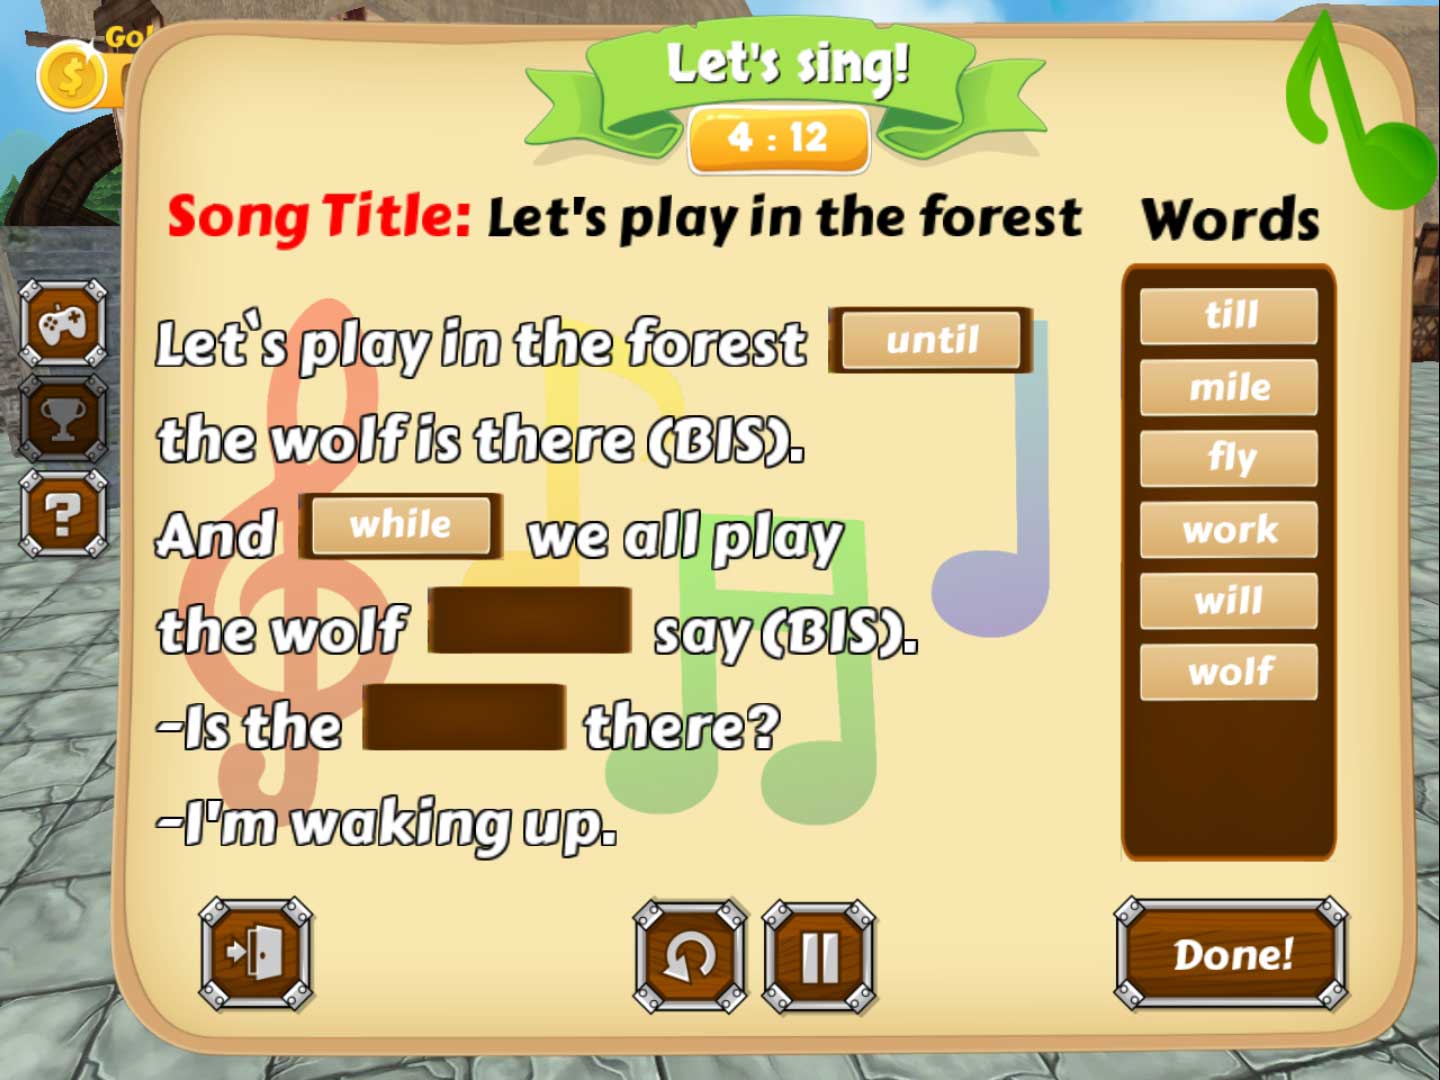 Let's sing!
4 : 12
Song Title: Let's play in the forest
Let's play in the forest until
the wolf is there (BIS).
And while we all play
the wolf say (BIS).
-Is the there?
-I'm waking up.
Words
till
mile
fly
work
will
wolf
Done!